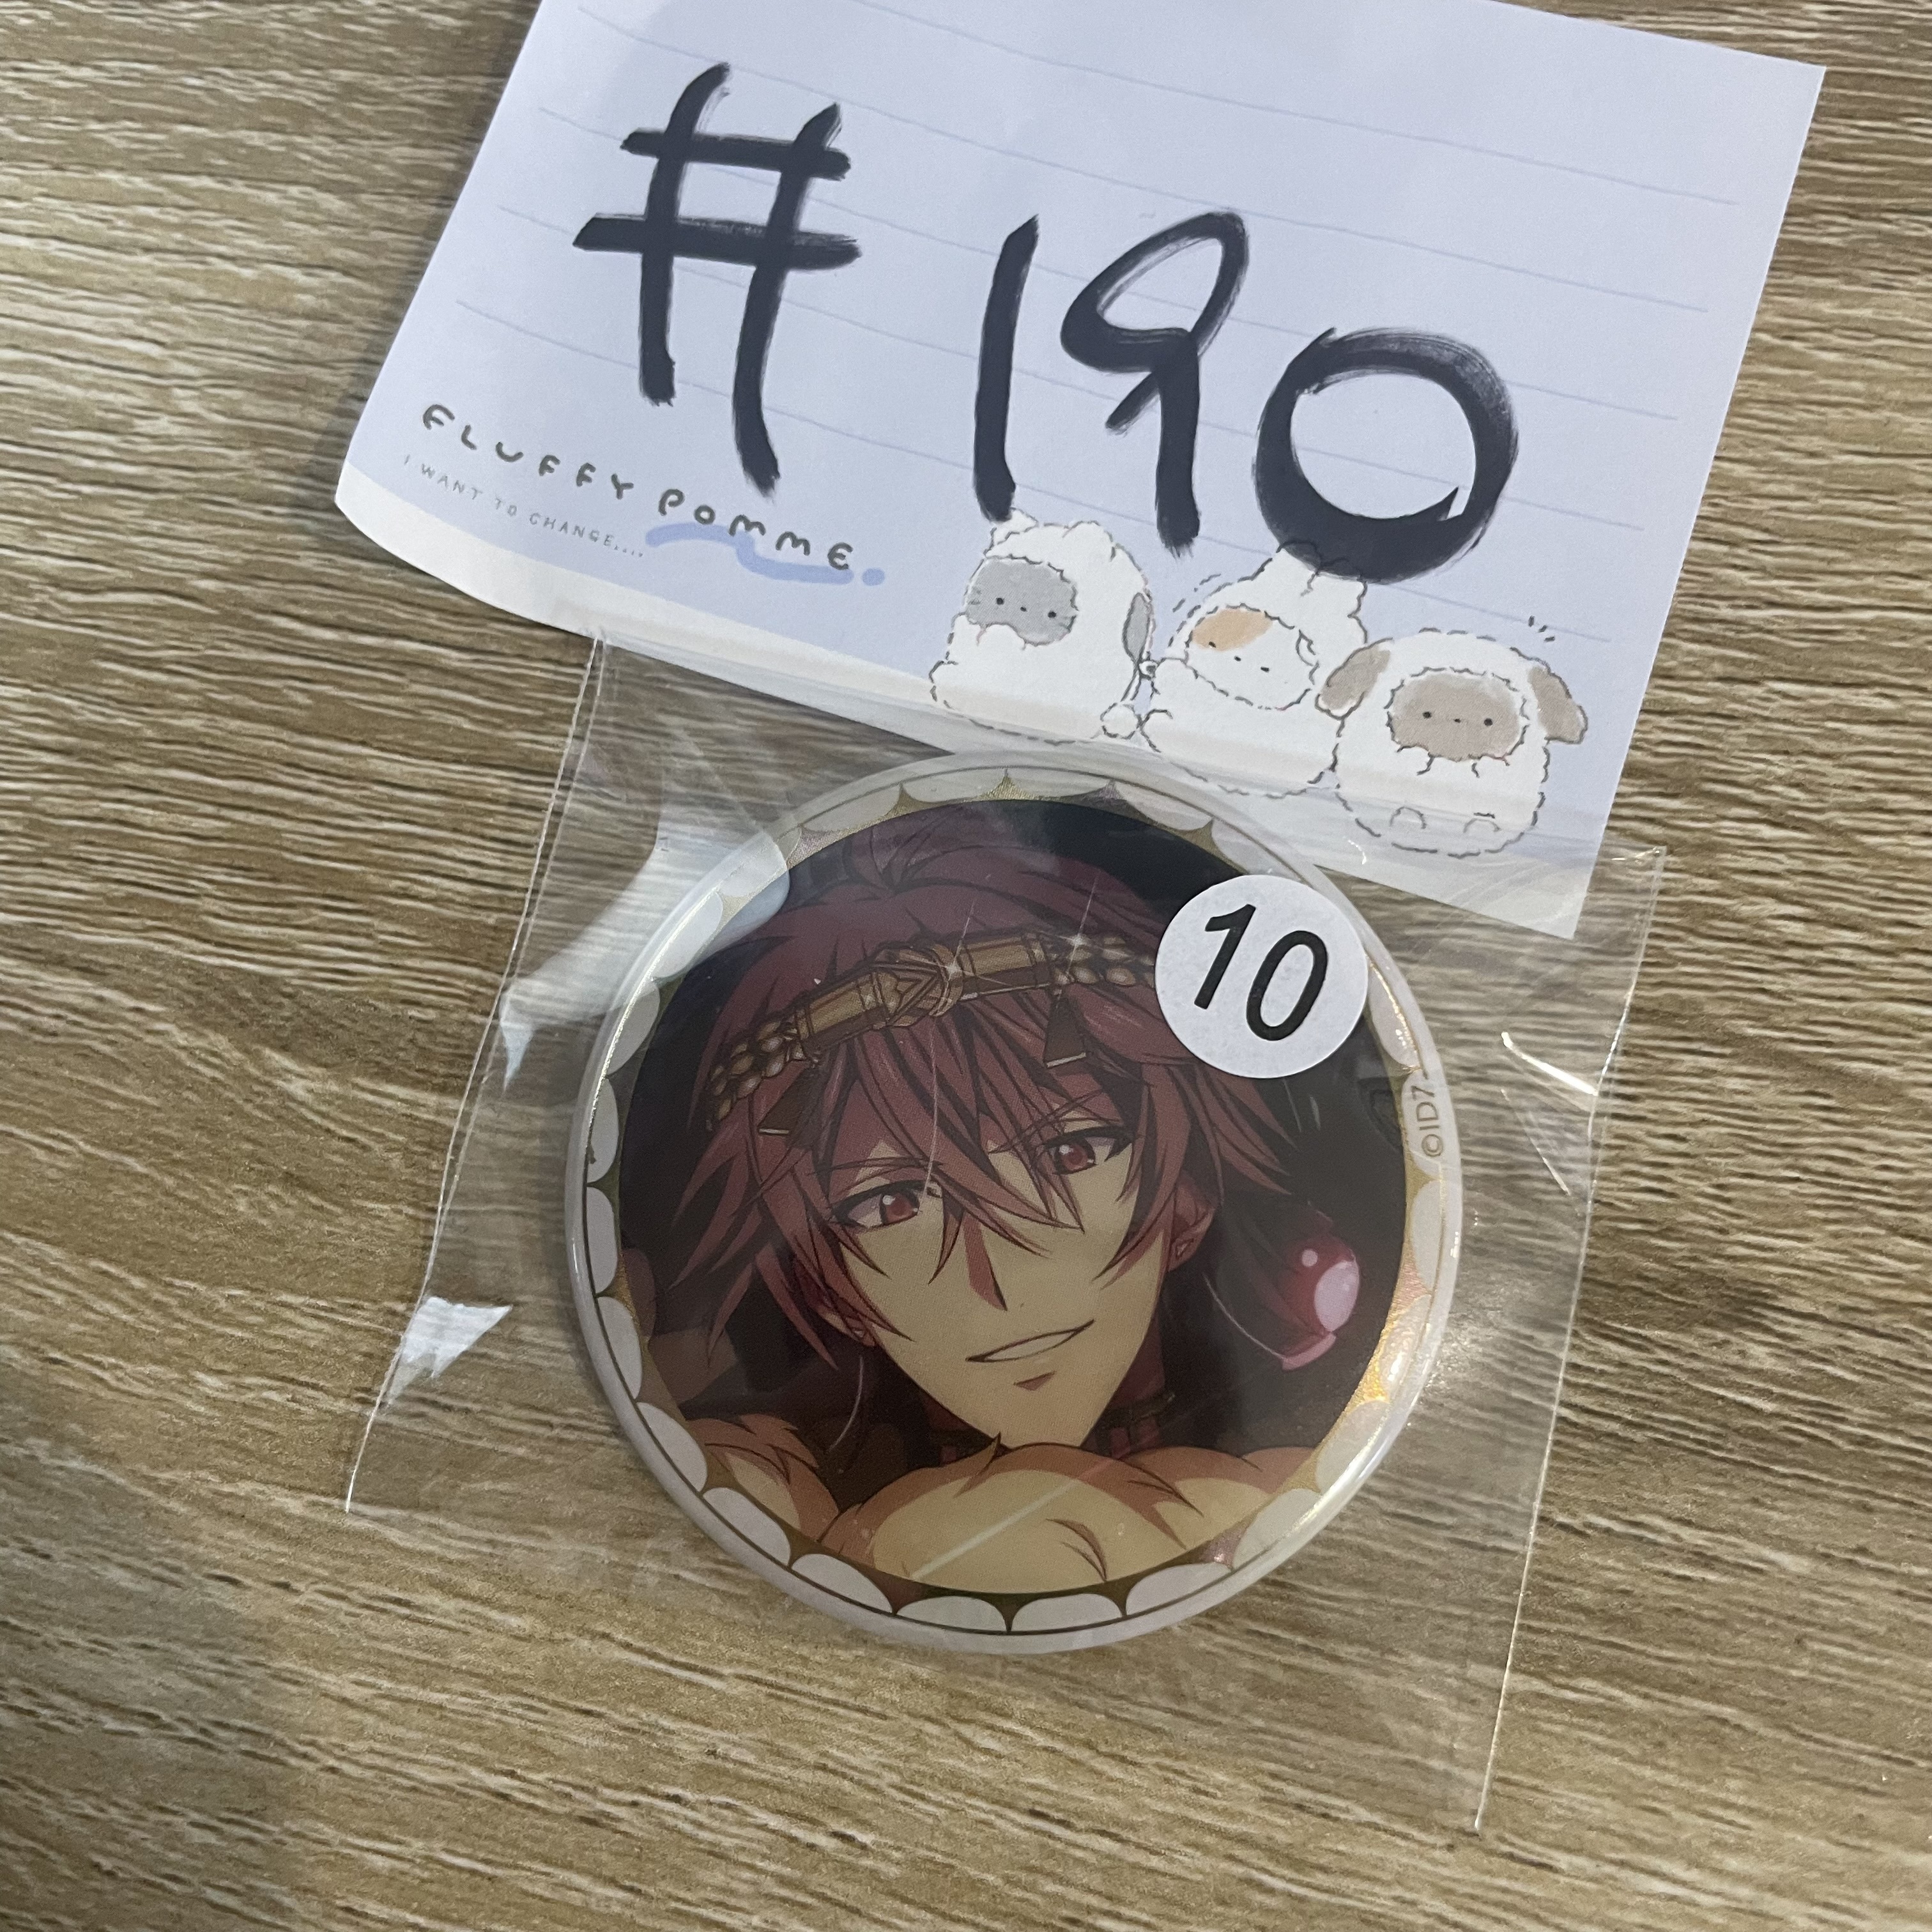 #190
FLUFFY POMME.
I WANT TO CHANGE....
10
©ID7